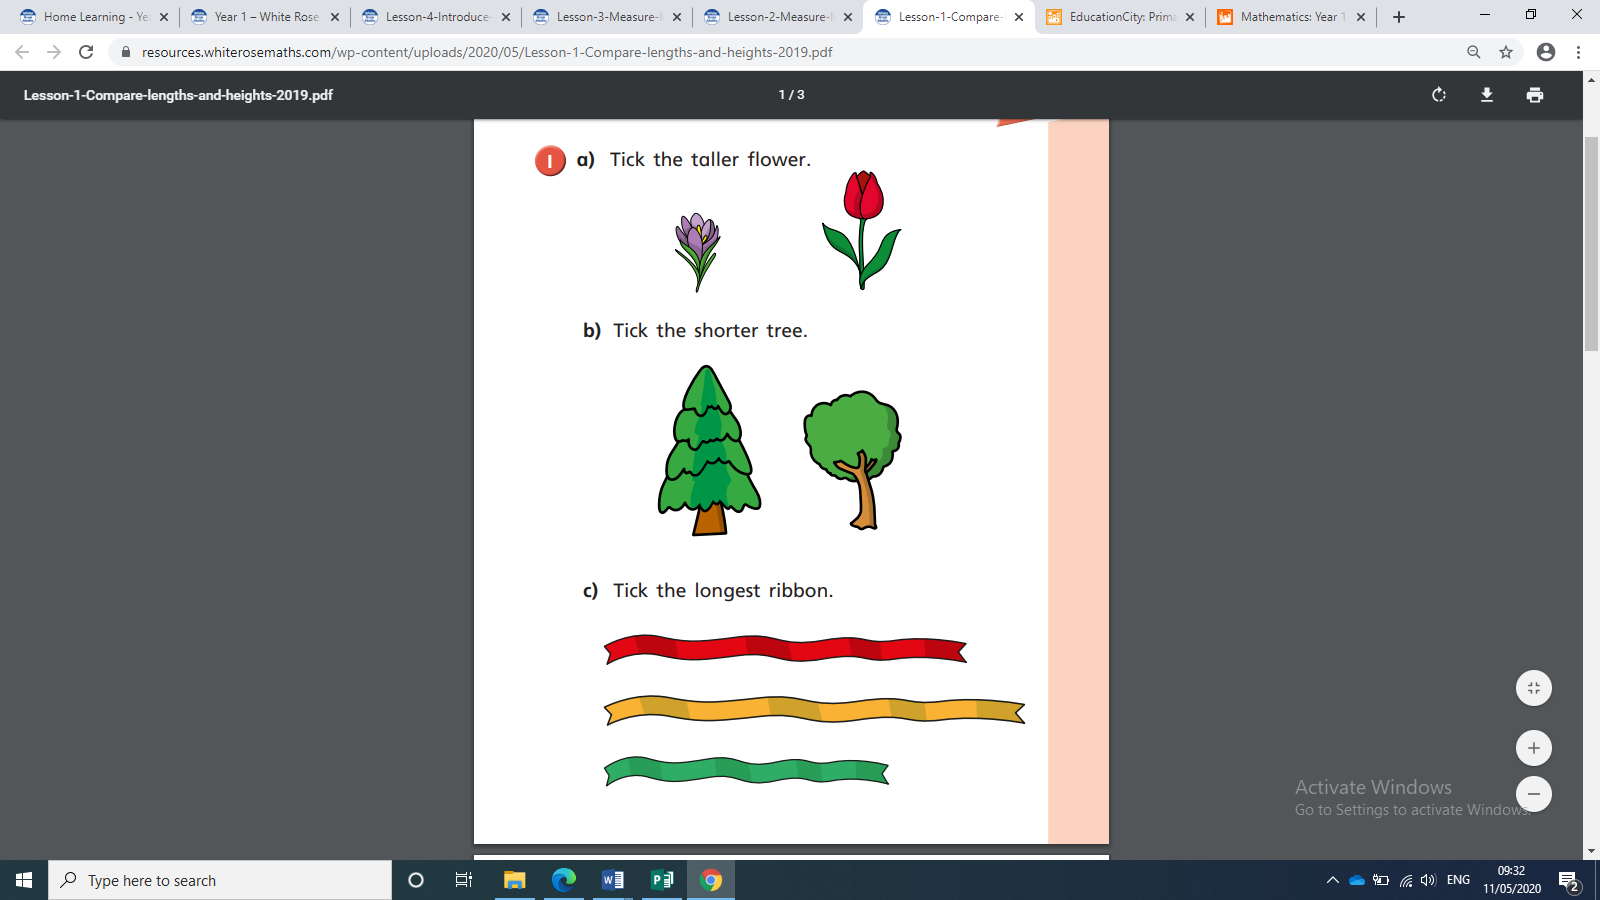 Home Learning - Ye
Year 1 – White Rose
Lesson-4-Introduce-
Lesson-3-Measure-l
Lesson-2-Measure-l
Lesson-1-Compare-
EducationCity: Prima
Mathematics: Year 1
resources.whiterosemaths.com/wp-content/uploads/2020/05/Lesson-1-Compare-lengths-and-heights-2019.pdf
Lesson-1-Compare-lengths-and-heights-2019.pdf
1 / 3
1 a) Tick the taller flower.
b) Tick the shorter tree.
c) Tick the longest ribbon.
Activate Windows
Go to Settings to activate Windows.
Type here to search
ENG
09:32
11/05/2020
2